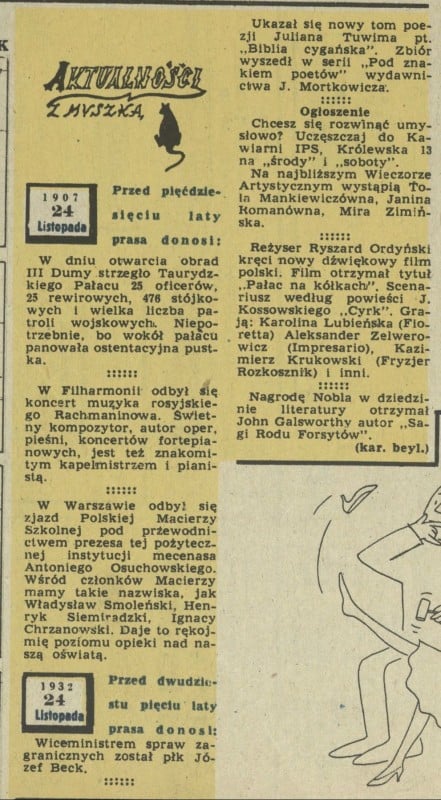 K
AKTUALNOŚCI
Z MYSZKĄ
1907
24
Listopada
Przed pięćdzie-
sięciu laty
prasa donosi:
W dniu otwarcia obrad
III Dumy strzegło Taurydz-
kiego Pałacu 25 oficerów,
25 rewirowych, 476 stójko-
wych i wielka liczba pa-
troli wojskowych. Niepo-
trzebnie, bo wokół pałacu
panowała ostentacyjna pust-
ka.
::::::
W Filharmonii odbył się
koncert muzyka rosyjskie-
go Rachmaninowa. Świet-
ny kompozytor, autor oper,
pieśni, koncertów fortepia-
nowych, jest też znakomi-
tym kapelmistrzem i piani-
stą.
::::::
W Warszawie odbył się
zjazd Polskiej Macierzy
Szkolnej pod przewodni-
ctwem prezesa tej pożytecz-
nej instytucji mecenasa
Antoniego Osuchowskiego.
Wśród członków Macierzy
mamy takie nazwiska, jak
Władysław Smoleński, Hen-
ryk Siemiradzki, Ignacy
Chrzanowski. Daje to rękoj-
mię poziomu opieki nad na-
szą oświatą.
1932
24
Listopada
Przed dwudzie-
stu pięciu laty
prasa donosi:
Wiceministrem spraw za-
granicznych został płk Jó-
zef Beck.
::::::
Ukazał się nowy tom poe-
zji Juliana Tuwima pt.
„Biblia cygańska". Zbiór
wyszedł w serii „Pod zna-
kiem poetów" wydawni-
ctwa J. Mortkowicza.
::::::
Ogłoszenie
Chcesz się rozwinąć umy-
słowo? Uczęszczaj do Ka-
wiarni IPS, Królewska 13
na „środy" i „soboty".
Na najbliższym Wieczorze
Artystycznym wystąpią To-
la Mankiewiczówna, Janina
Romanówna, Mira Zimiń-
ska.
::::::
Reżyser Ryszard Ordyński
kręci nowy dźwiękowy film
polski. Film otrzymał tytuł
„Pałac na kółkach". Scena-
riusz według powieści J.
Kossowskiego „Cyrk". Gra-
ją: Karolina Lubieńska (Fio-
retta) Aleksander Zelwero-
wicz (Impresario), Kazi-
mierz Krukowski (Fryzjer
Rozkosznik) i inni.
::::::
Nagrodę Nobla w dziedzi-
nie literatury otrzymał
John Galsworthy autor „Sa-
gi Rodu Forsytów".
(kar. beyl.)